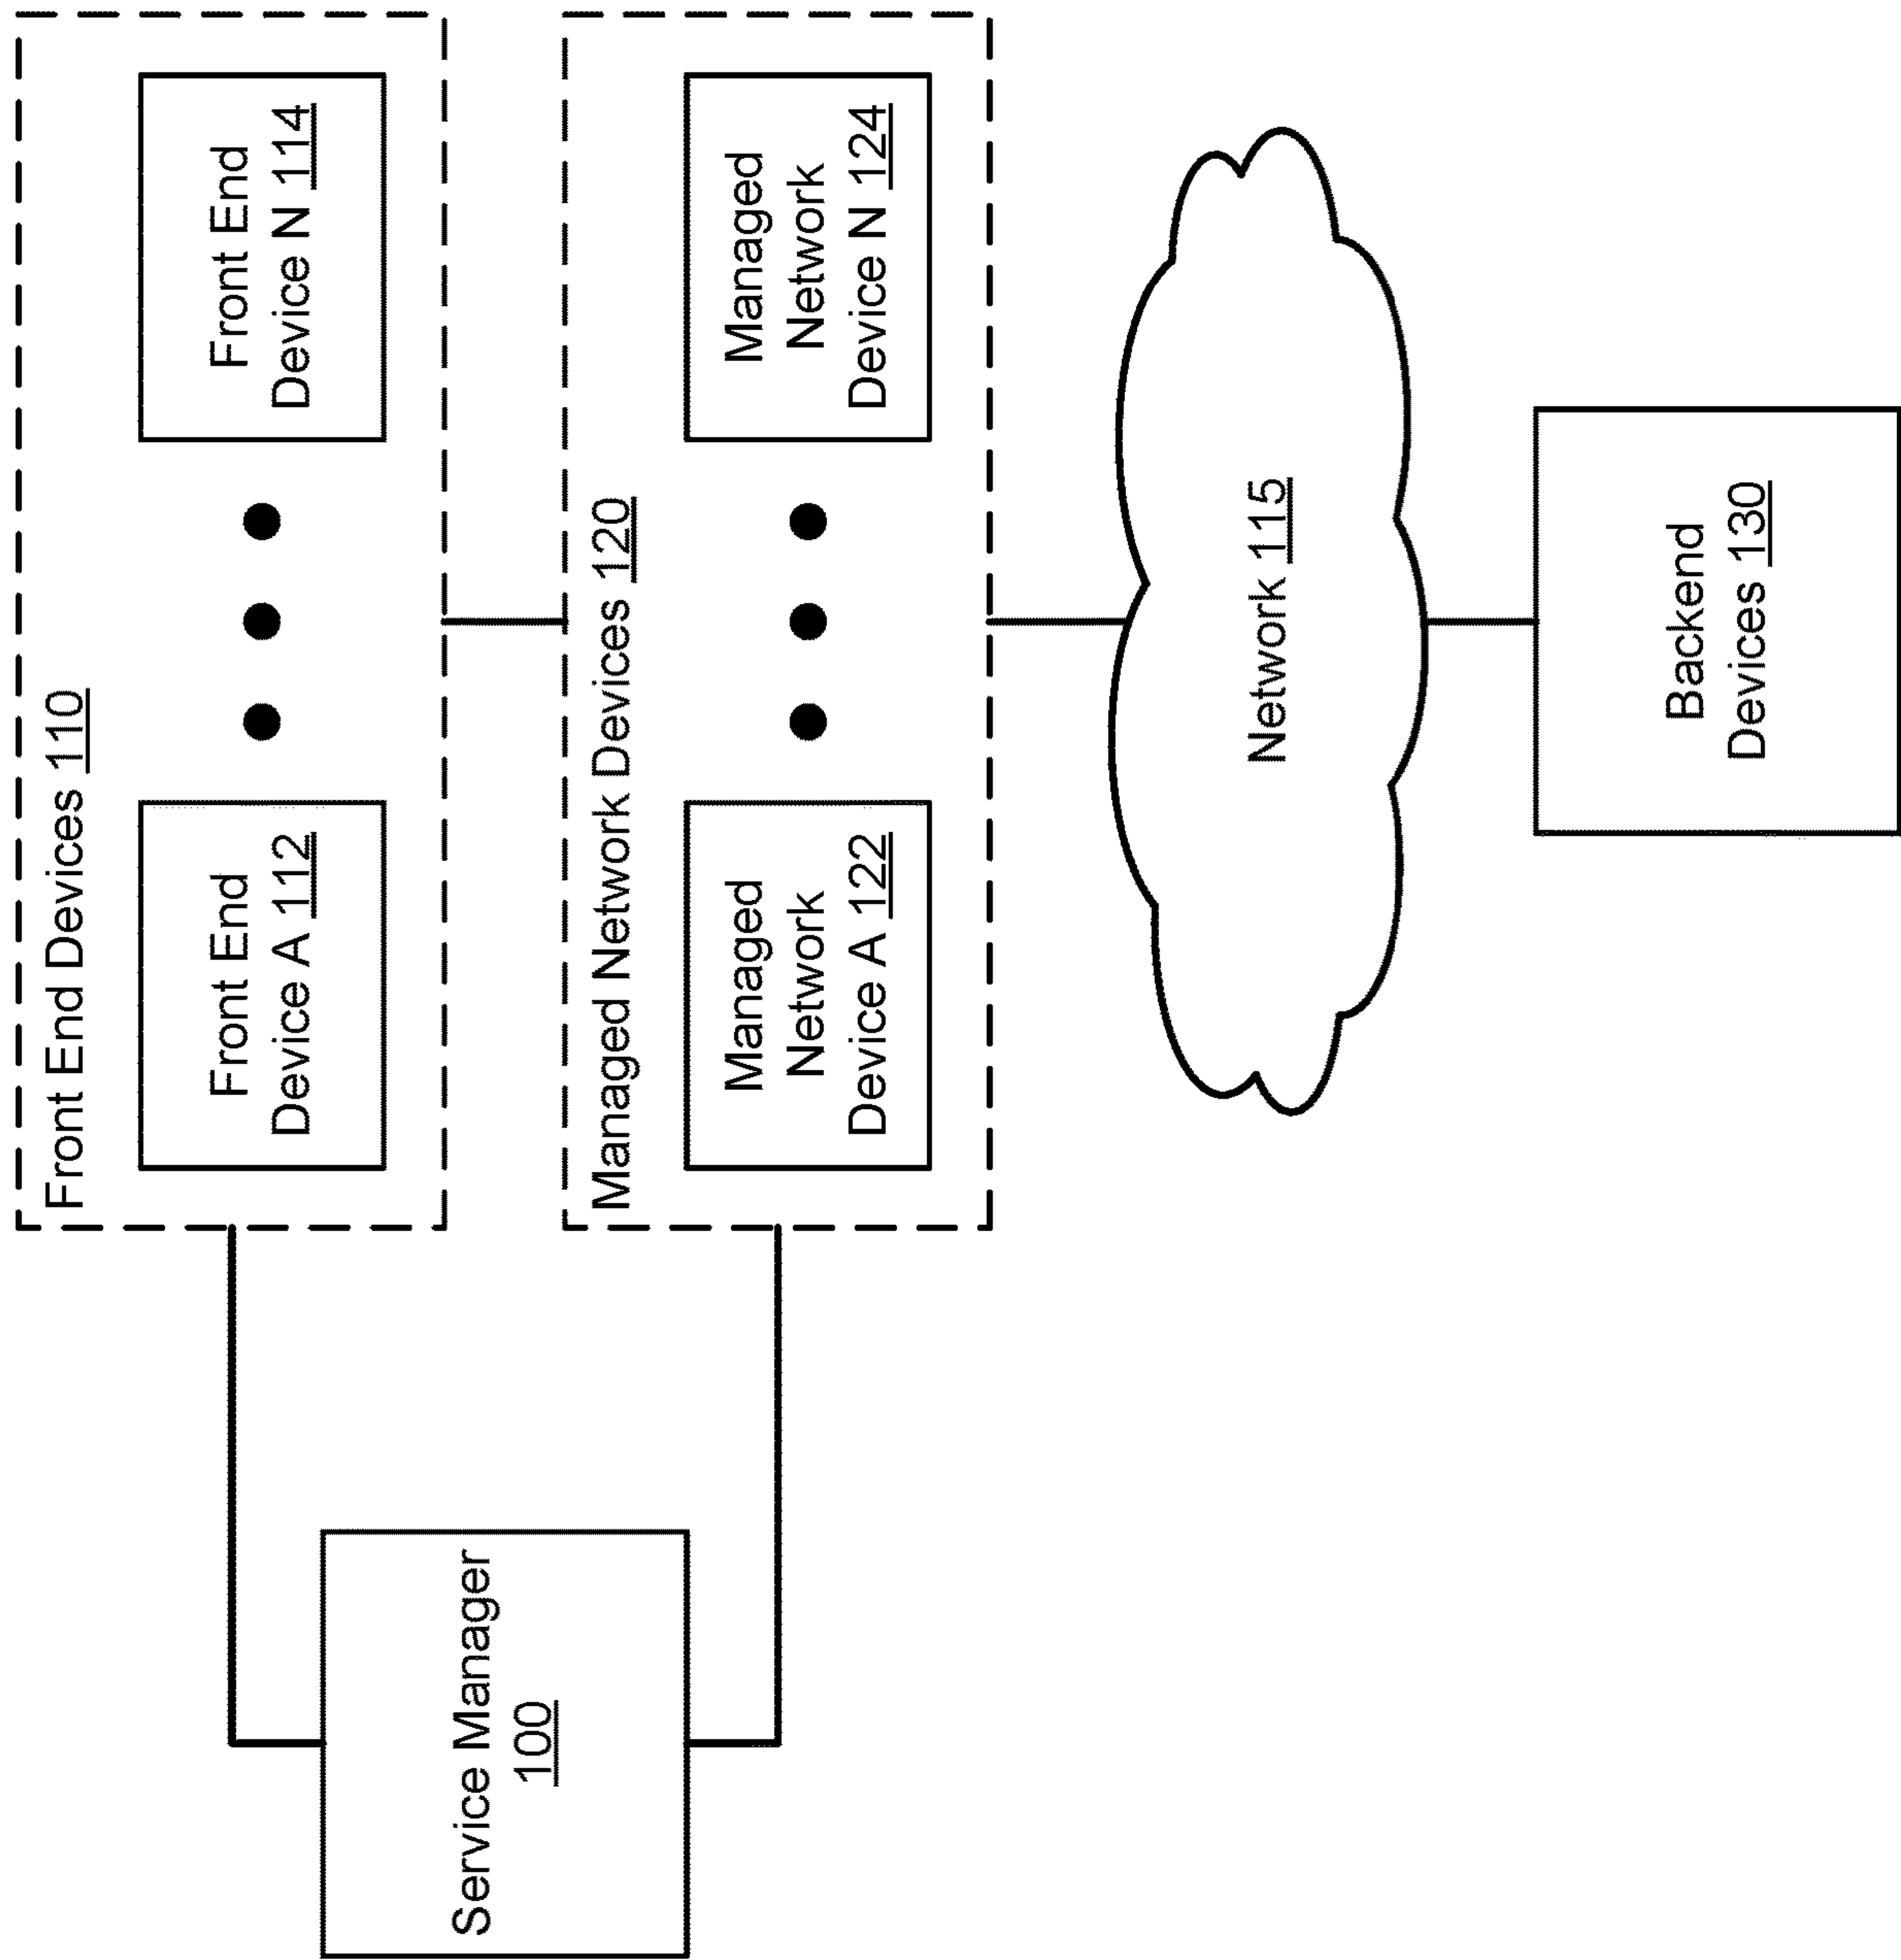 Front End Devices 110
Front End
Device A 112
Front End
Device N 114
Service Manager
100
Managed Network Devices 120
Managed
Network
Device A 122
Managed
Network
Device N 124
Network 115
Backend
Devices 130